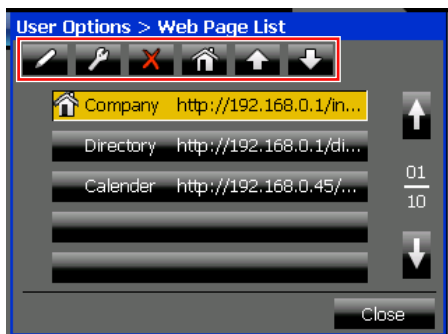 User Options > Web Page List
Company http://192.168.0.1/in...
Directory http://192.168.0.1/di...
Calender http://192.168.0.45/...
01
10
Close